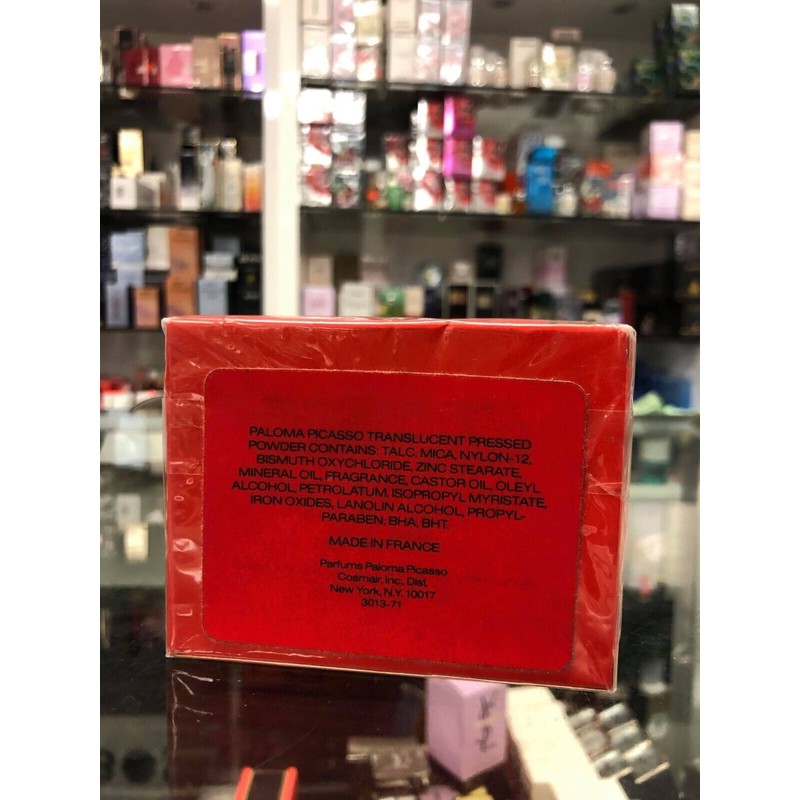 PALOMA PICASSO TRANSLUCENT PRESSED
POWDER CONTAINS: TALC, MICA, NYLON-12,
BISMUTH OXYCHLORIDE, ZINC STEARATE,
MINERAL OIL, FRAGRANCE, CASTOR OIL, OLEYL
ALCOHOL, PETROLATUM, ISOPROPYL MYRISTATE,
IRON OXIDES, LANOLIN ALCOHOL, PROPYL-
PARABEN, BHA, BHT.
MADE IN FRANCE
Parfums Paloma Picasso
Cosmair, Inc., Dist.
New York, N.Y. 10017
3013-71